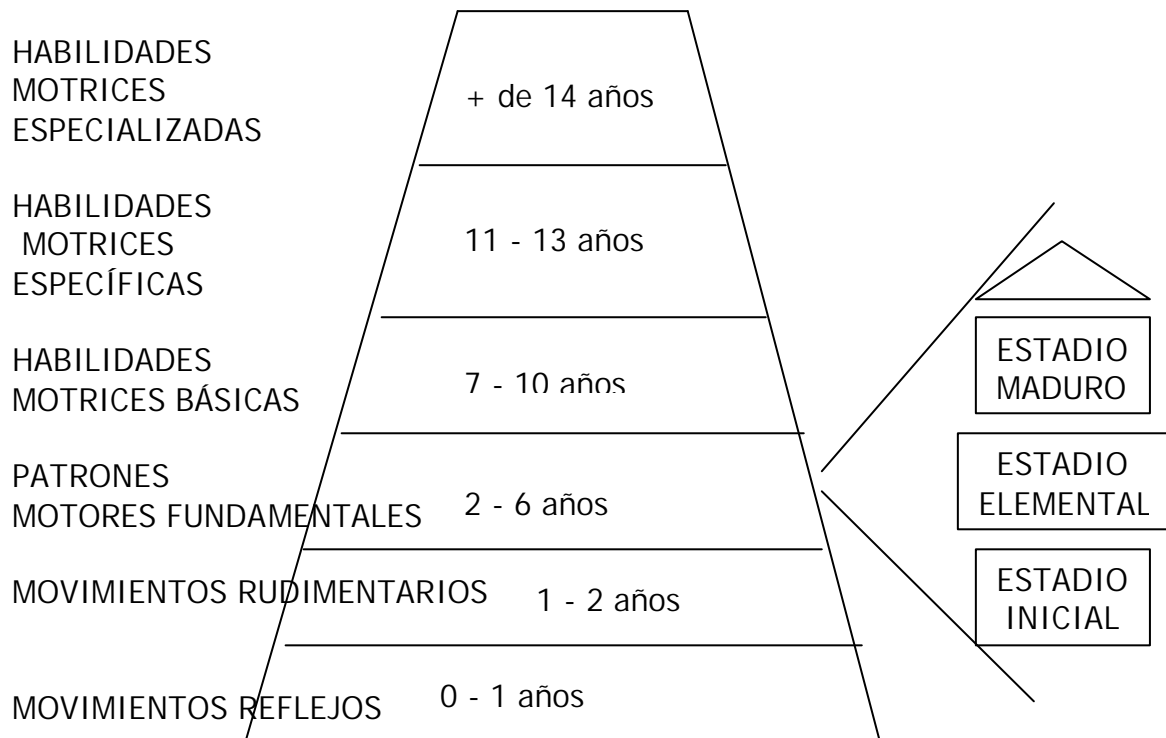 HABILIDADES
MOTRICES
ESPECIALIZADAS
+ de 14 años
HABILIDADES
MOTRICES
ESPECÍFICAS
11 - 13 años
HABILIDADES
MOTRICES BÁSICAS
7 - 10 años
PATRONES
MOTORES FUNDAMENTALES
2 - 6 años
MOVIMIENTOS RUDIMENTARIOS
1 - 2 años
MOVIMIENTOS REFLEJOS
0 - 1 años
ESTADIO
MADURO
ESTADIO
ELEMENTAL
ESTADIO
INICIAL